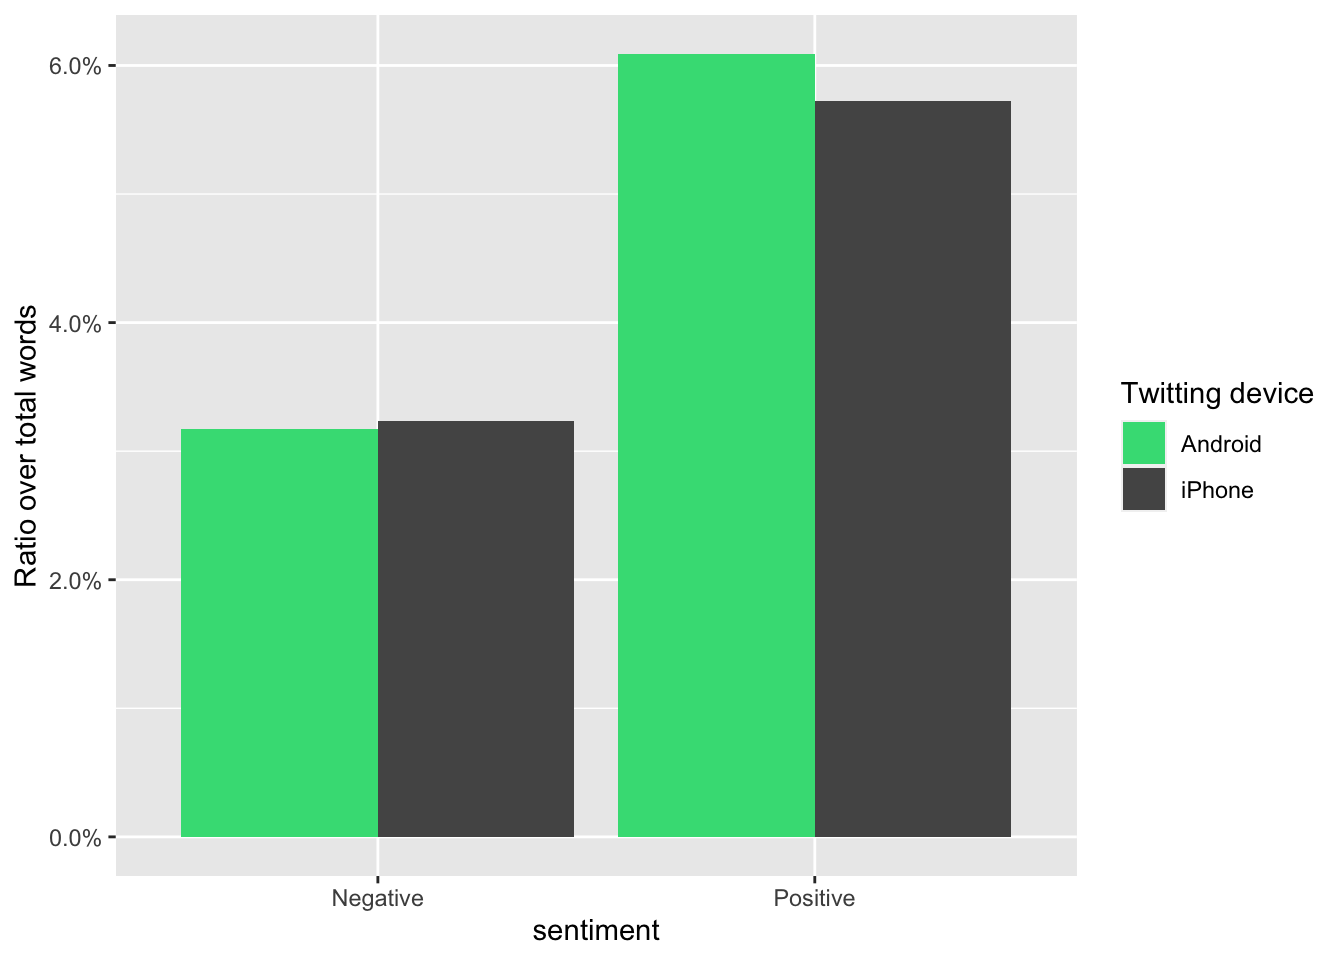 6.0%
4.0%
2.0%
0.0%
Ratio over total words
Negative
Positive
sentiment
Twitting device
Android
iPhone